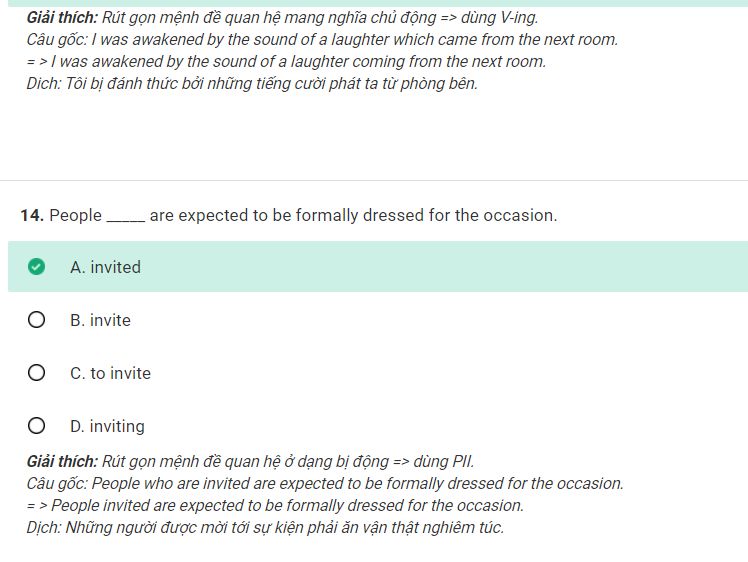 Giải thích: Rút gọn mệnh đề quan hệ mang nghĩa chủ động => dùng V-ing.
Câu gốc: I was awakened by the sound of a laughter which came from the next room.
= > I was awakened by the sound of a laughter coming from the next room.
Dich: Tôi bị đánh thức bởi những tiếng cười phát ta từ phòng bên.
14. People _____ are expected to be formally dressed for the occasion.
A. invited
B. invite
C. to invite
D. inviting
Giải thích: Rút gọn mệnh đề quan hệ ở dạng bị động => dùng PII.
Câu gốc: People who are invited are expected to be formally dressed for the occasion.
= > People invited are expected to be formally dressed for the occasion.
Dịch: Những người được mời tới sự kiện phải ăn vận thật nghiêm túc.